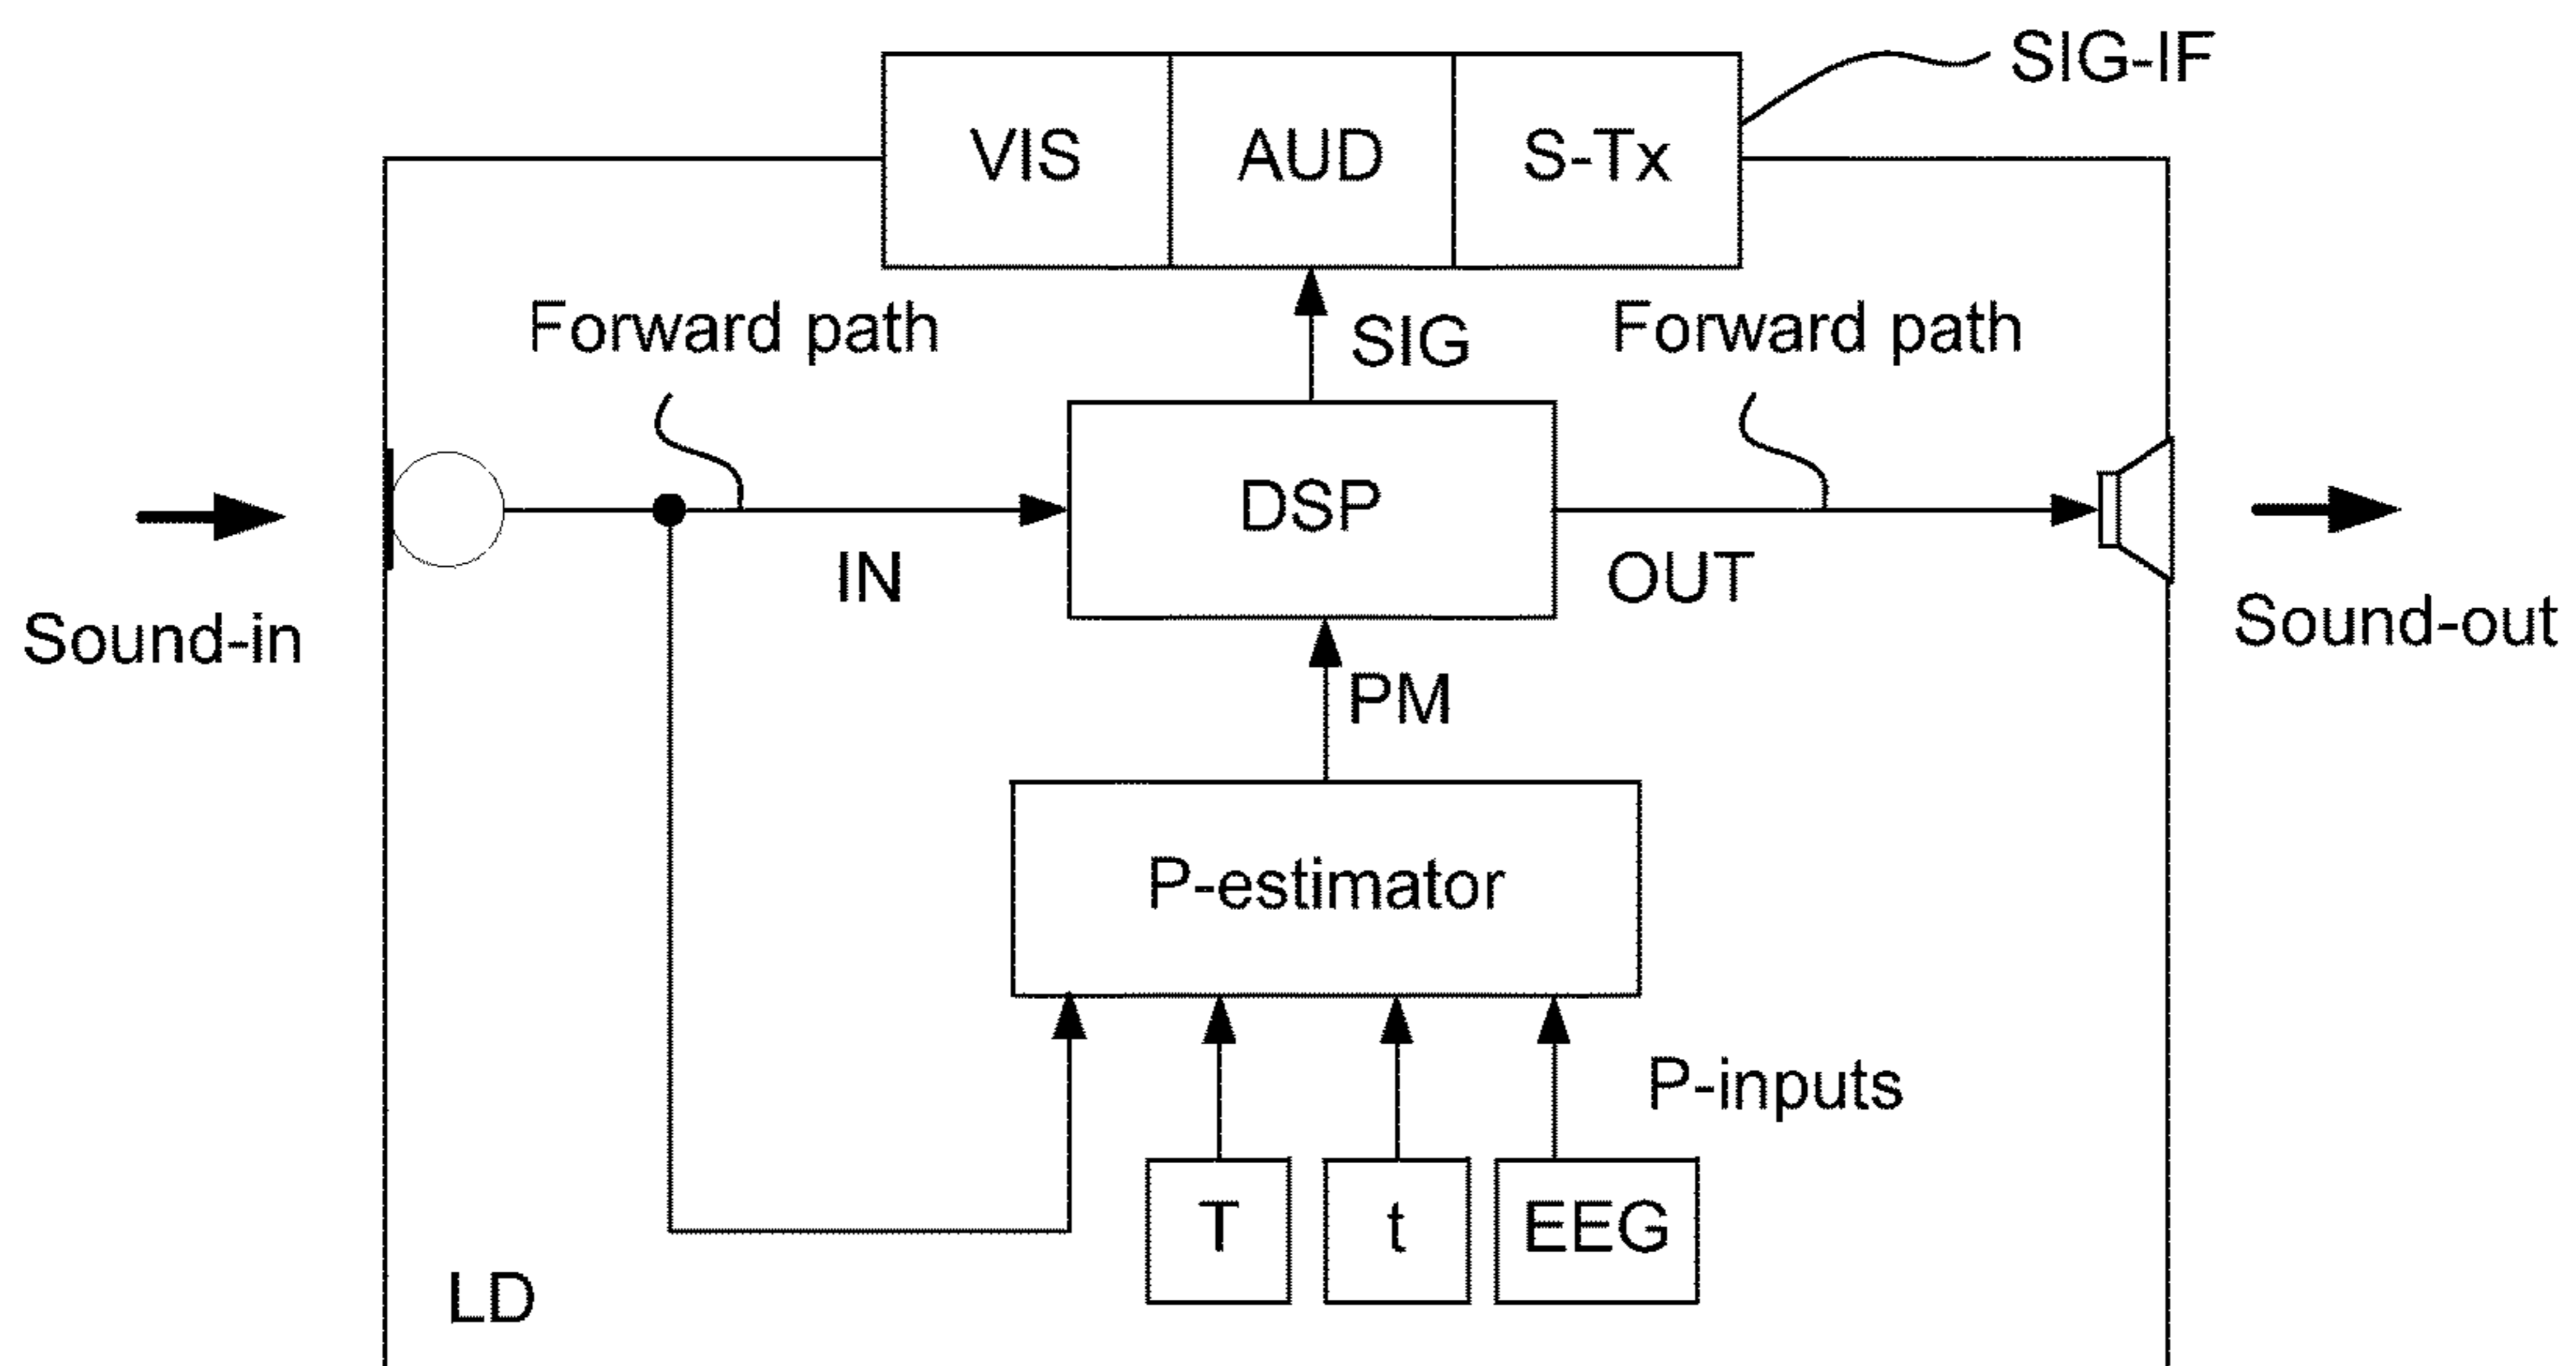 SIG-IF
VIS
AUD
S-Tx
Forward path
SIG
Forward path
DSP
IN
OUT
Sound-in
Sound-out
PM
P-estimator
P-inputs
T
t
EEG
LD